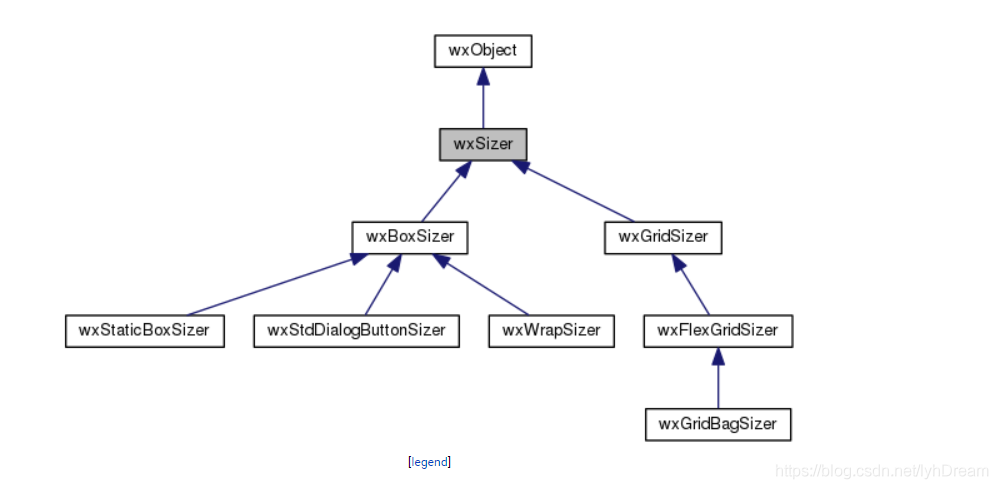 wxObject
wxSizer
wxBoxSizer
wxGridSizer
wxStaticBoxSizer
wxStdDialogButtonSizer
wxWrapSizer
wxFlexGridSizer
wxGridBagSizer
[legend]
https://blog.csdn.net/lyhDream